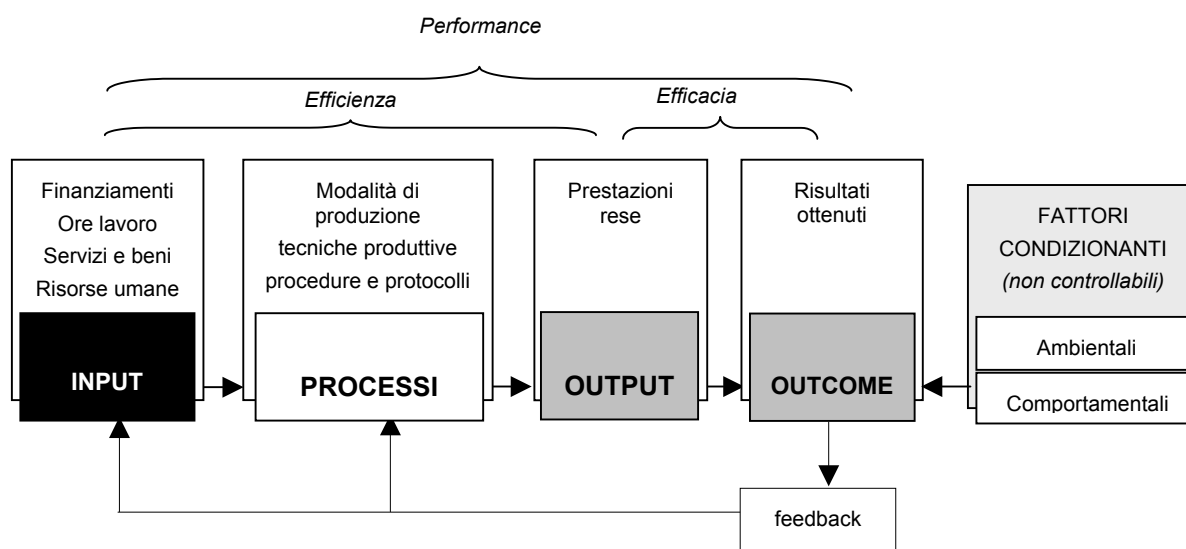 Performance
Efficienza
Efficacia
Finanziamenti
Ore lavoro
Servizi e beni
Risorse umane
INPUT
Modalità di
produzione
tecniche produttive
procedure e protocolli
PROCESSI
Prestazioni
rese
OUTPUT
Risultati
ottenuti
OUTCOME
FATTORI
CONDIZIONANTI
(non controllabili)
Ambientali
Comportamentali
feedback